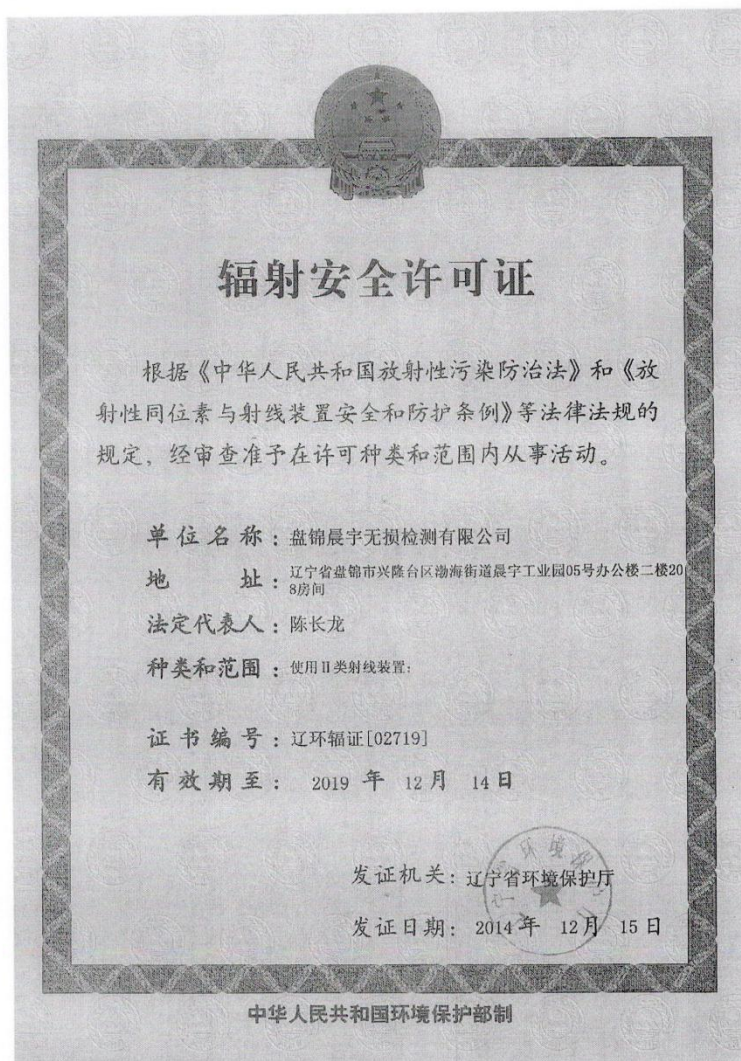 辐射安全许可证
根据《中华人民共和国放射性污染防治法》和《放
射性同位素与射线装置安全和防护条例》等法律法规的
规定，经审查准予在许可种类和范围内从事活动。
单位名称：盘锦晨宇无损检测有限公司
地址：辽宁省盘锦市兴隆台区渤海街道晨宇工业园05号办公楼二楼20
8房间
法定代表人：陈长龙
种类和范围：使用II类射线装置;
证书编号：辽环辐证[02719]
有效期至：2019 年 12 月 14 日
发证机关：辽宁省环境保护厅
发证日期：2014 年 12 月 15 日
中华人民共和国环境保护部制